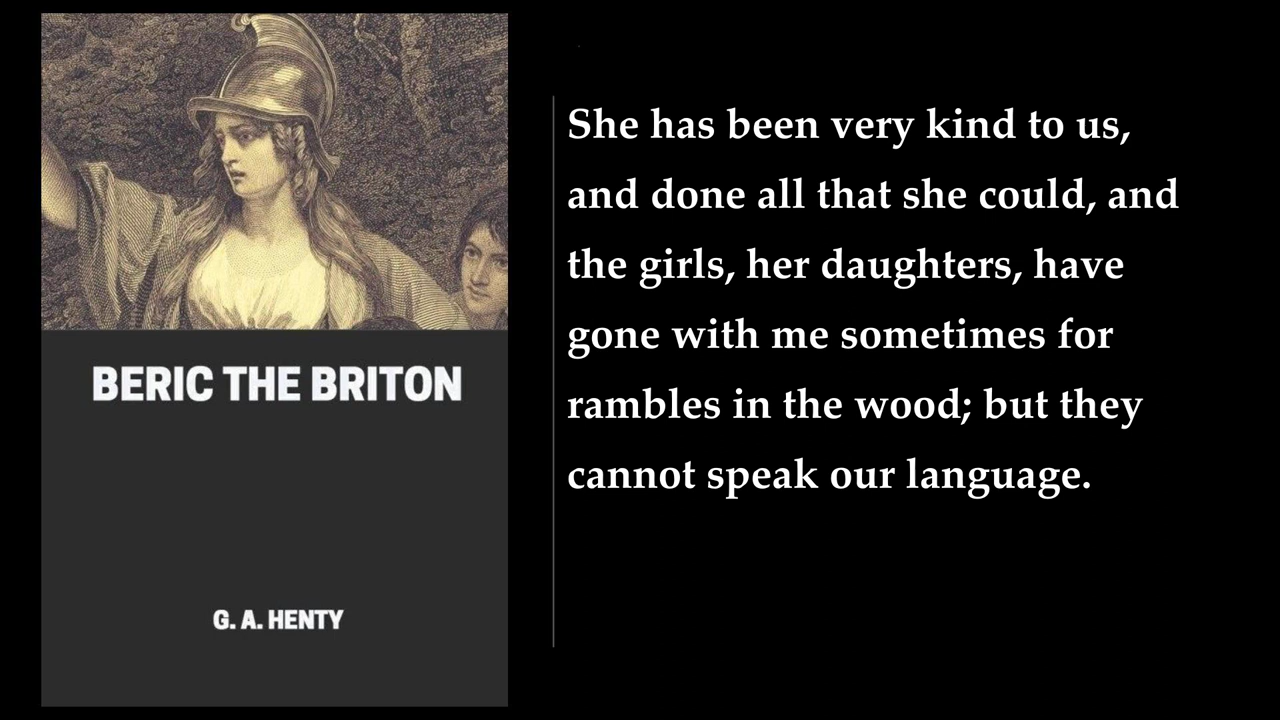 BERIC THE BRITON
G. A. HENTY
She has been very kind to us,
and done all that she could, and
the girls, her daughters, have
gone with me sometimes for
rambles in the wood; but they
cannot speak our language.